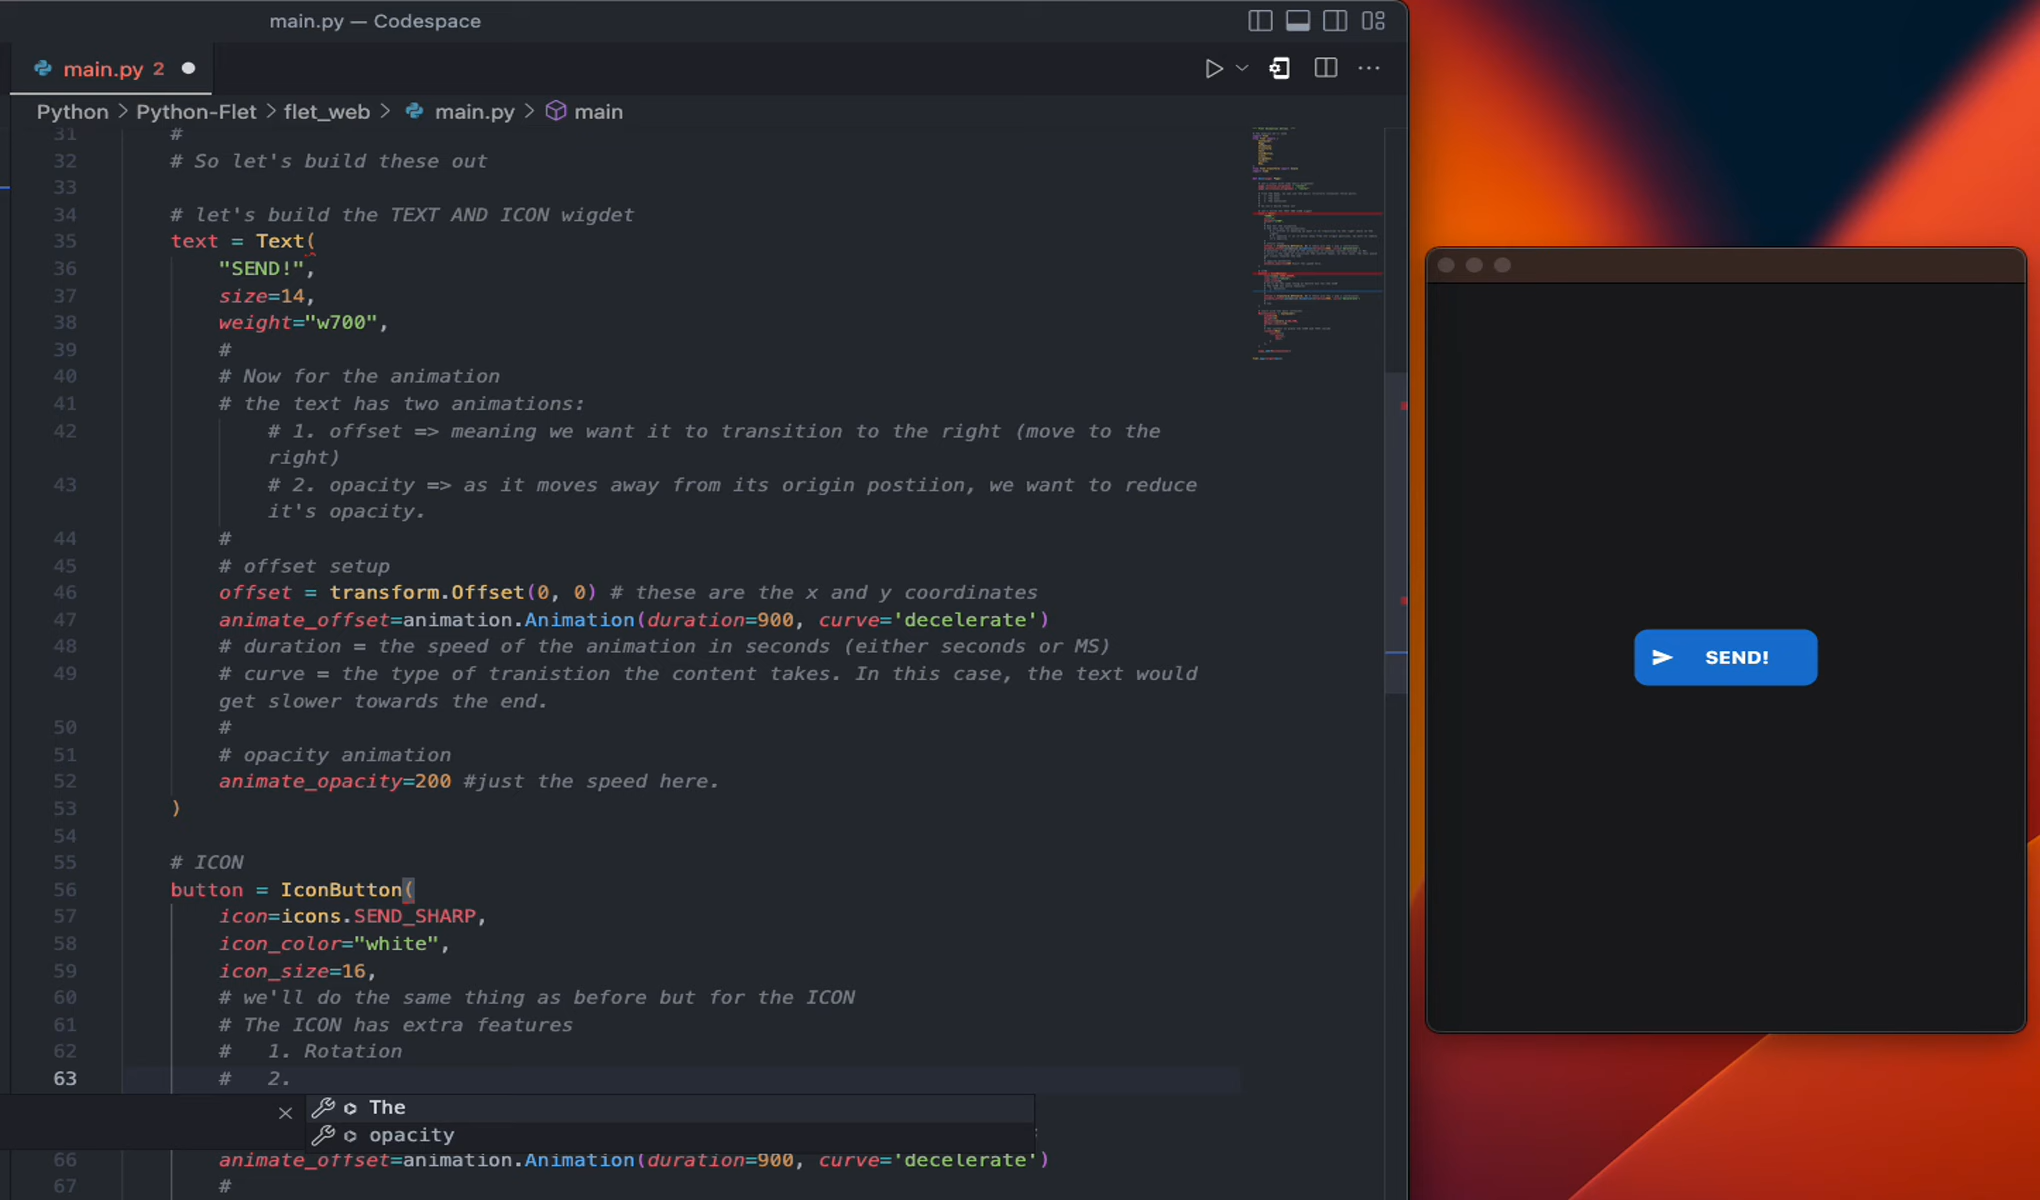 main.py — Codespace
main.py 2
Python > Python-Flet > flet_web > main.py > main
31 #
32 # So let's build these out
33
34 # let's build the TEXT AND ICON wigdet
35 text = Text(
36 "SEND!",
37 size=14,
38 weight="w700",
39 #
40 # Now for the animation
41 # the text has two animations:
42 # 1. offset => meaning we want it to transition to the right (move to the
right)
43 # 2. opacity => as it moves away from its origin postiion, we want to reduce
it's opacity.
44 #
45 # offset setup
46 offset = transform.Offset(0, 0) # these are the x and y coordinates
47 animate_offset=animation.Animation(duration=900, curve='decelerate')
48 # duration = the speed of the animation in seconds (either seconds or MS)
49 # curve = the type of tranistion the content takes. In this case, the text would
get slower towards the end.
50 #
51 # opacity animation
52 animate_opacity=200 #just the speed here.
53 )
54
55 # ICON
56 button = IconButton(
57 icon=icons.SEND_SHARP,
58 icon_color="white",
59 icon_size=16,
60 # we'll do the same thing as before but for the ICON
61 # The ICON has extra features
62 # 1. Rotation
63 # 2.
The
opacity
66 animate_offset=animation.Animation(duration=900, curve='decelerate')
67 #
SEND!